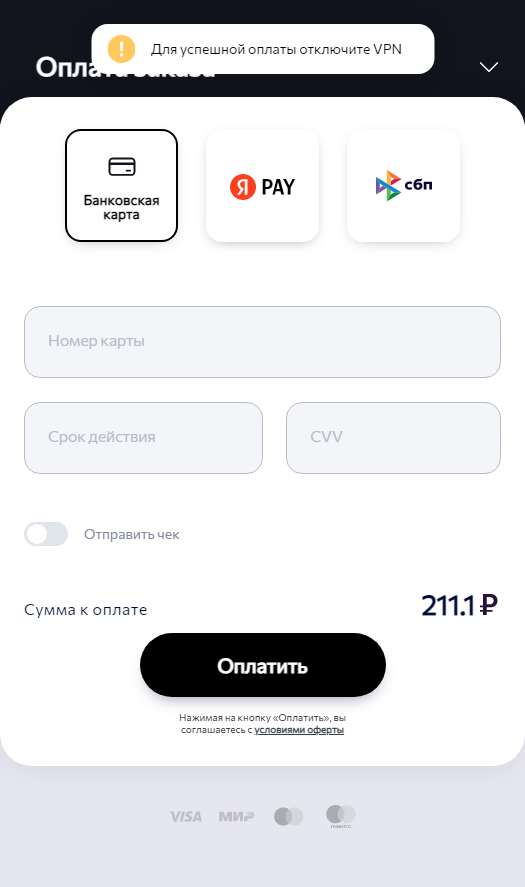 Для успешной оплаты отключите VPN
Оплата заказа
Банковская
карта
Я PAY
сбп
Номер карты
Срок действия
CVV
Отправить чек
Сумма к оплате
211.1 ₽
Оплатить
Нажимая на кнопку «Оплатить», вы
соглашаетесь с условиями оферты
VISA
МИР
maestro